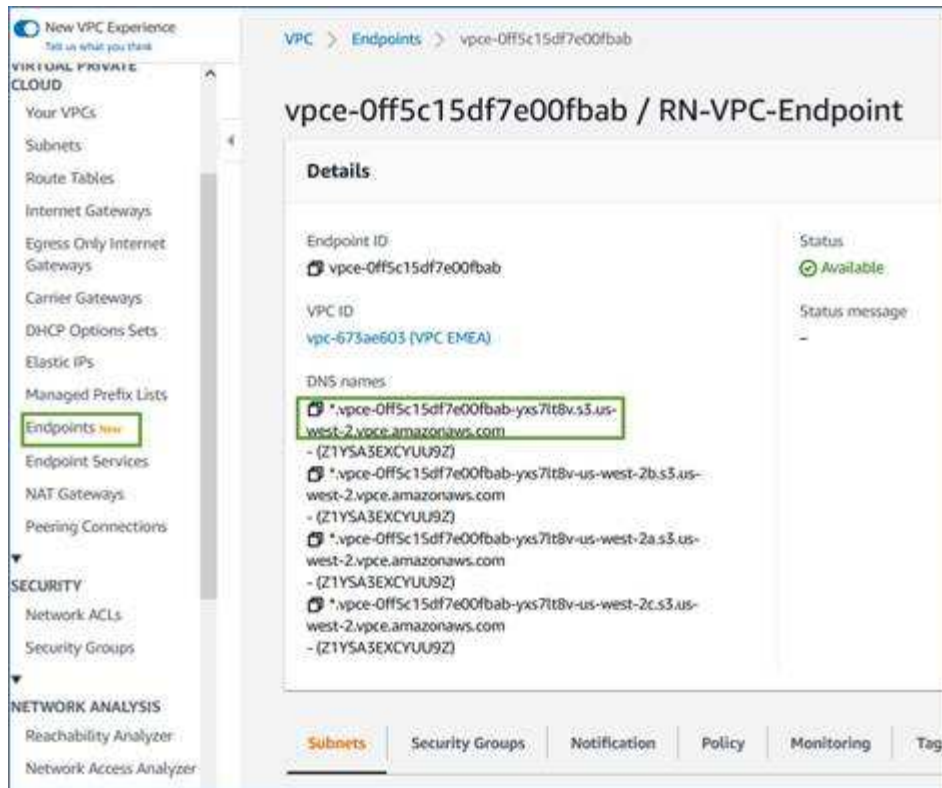 New VPC Experience
Tell us what you think
VIRTUAL PRIVATE
CLOUD
Your VPCs
Subnets
Route Tables
Internet Gateways
Egress Only Internet
Gateways
Carrier Gateways
DHCP Options Sets
Elastic IPs
Managed Prefix Lists
Endpoints New
Endpoint Services
NAT Gateways
Peering Connections
SECURITY
Network ACLs
Security Groups
NETWORK ANALYSIS
Reachability Analyzer
Network Access Analyzer
VPC > Endpoints > vpce-0ff5c15df7e00fbab
vpce-0ff5c15df7e00fbab / RN-VPC-Endpoint
Details
Endpoint ID
vpce-0ff5c15df7e00fbab
VPC ID
vpc-673ae603 (VPC EMEA)
DNS names
*.vpce-0ff5c15df7e00fbab-yxs7lt8v.s3.us-
west-2.vpce.amazonaws.com
- (Z1YSA3EXCYUU9Z)
*.vpce-0ff5c15df7e00fbab-yxs7lt8v-us-west-2b.s3.us-
west-2.vpce.amazonaws.com
- (Z1YSA3EXCYUU9Z)
*.vpce-0ff5c15df7e00fbab-yxs7lt8v-us-west-2a.s3.us-
west-2.vpce.amazonaws.com
- (Z1YSA3EXCYUU9Z)
*.vpce-0ff5c15df7e00fbab-yxs7lt8v-us-west-2c.s3.us-
west-2.vpce.amazonaws.com
- (Z1YSA3EXCYUU9Z)
Status
Available
Status message
-
Subnets Security Groups Notification Policy Monitoring Tag